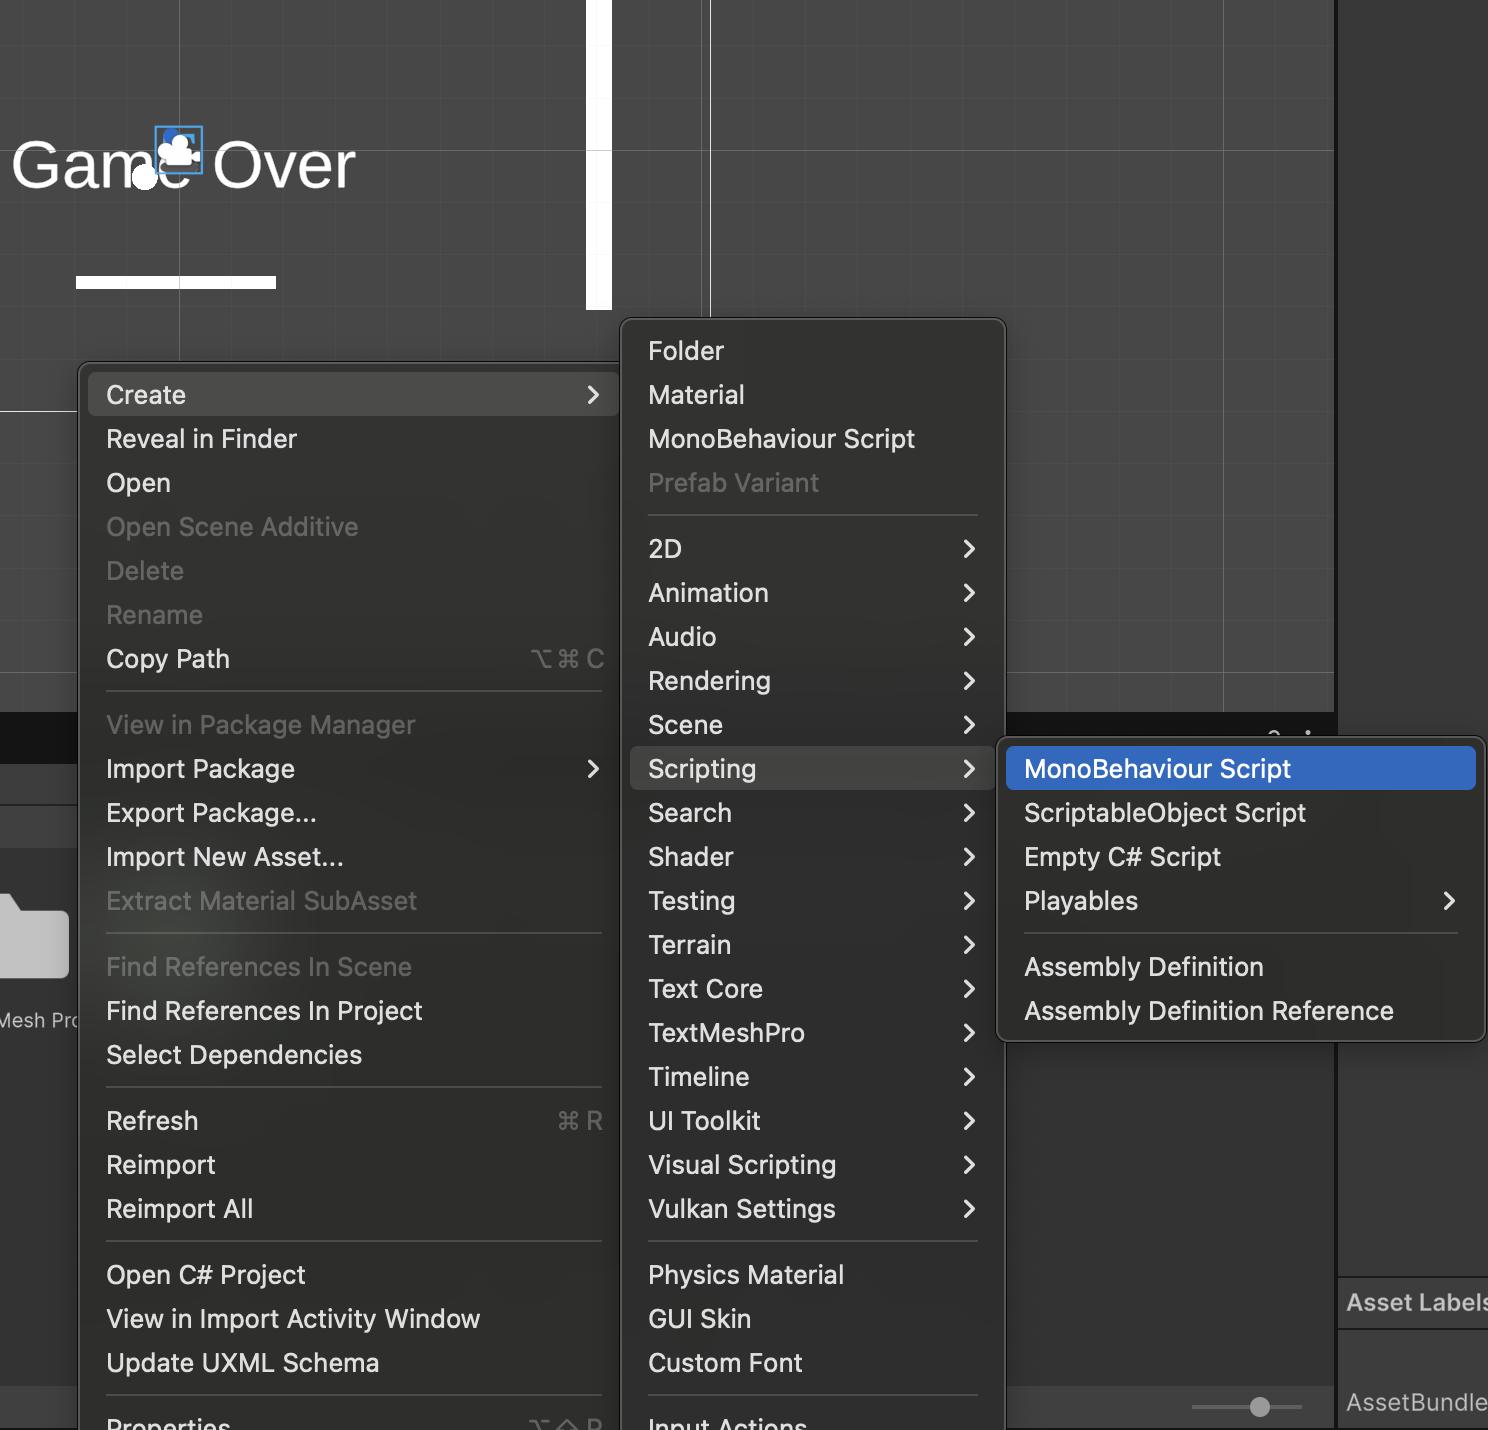 Game Over
Create
Reveal in Finder
Open
Open Scene Additive
Delete
Rename
Copy Path ⌥⌘C
View in Package Manager
Import Package
Export Package...
Import New Asset...
Extract Material SubAsset
Find References In Scene
Find References In Project
Select Dependencies
Refresh ⌘R
Reimport
Reimport All
Open C# Project
View in Import Activity Window
Update UXML Schema
Properties... ⌥⇧P
Folder
Material
MonoBehaviour Script
Prefab Variant
2D
Animation
Audio
Rendering
Scene
Scripting
Search
Shader
Testing
Terrain
Text Core
TextMeshPro
Timeline
UI Toolkit
Visual Scripting
Vulkan Settings
Physics Material
GUI Skin
Custom Font
Input Actions
MonoBehaviour Script
ScriptableObject Script
Empty C# Script
Playables
Assembly Definition
Assembly Definition Reference
Mesh Pro
Asset Labels
AssetBundle